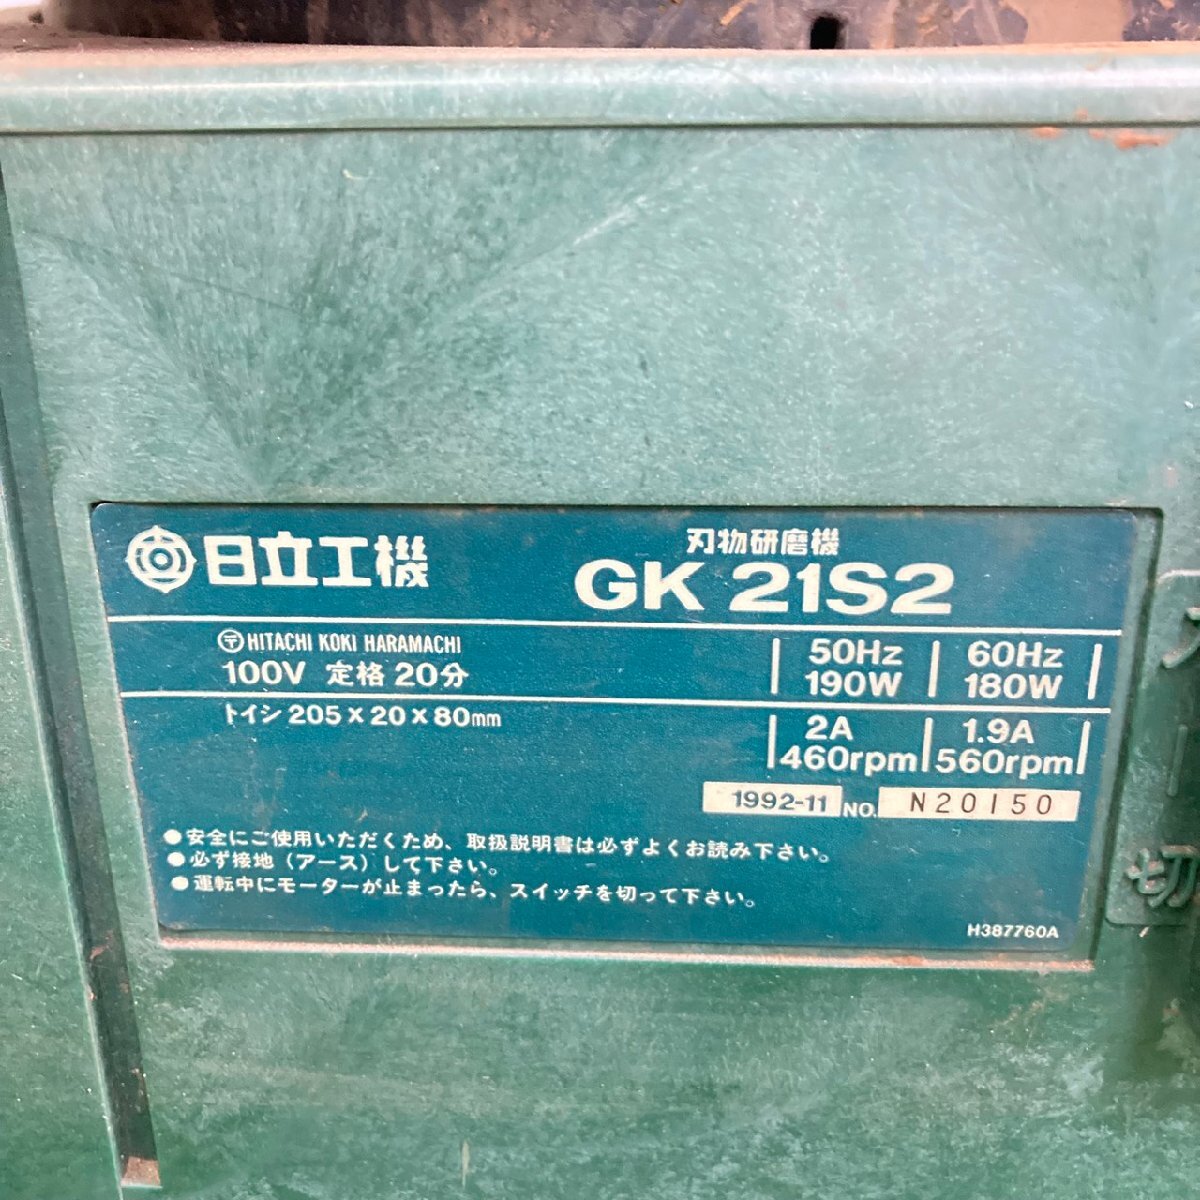 日立工機
刃物研磨機
GK 21S2
〒 HITACHI KOKI HARAMACHI
100V 定格 20分
50Hz 60Hz
190W 180W
トイシ 205×20×80mm
2A 1.9A
460rpm 560rpm
1992-11 NO. N20150
●安全にご使用いただくため、取扱説明書は必ずよくお読み下さい。
●必ず接地（アース）して下さい。
●運転中にモーターが止まったら、スイッチを切って下さい。
H387760A
切